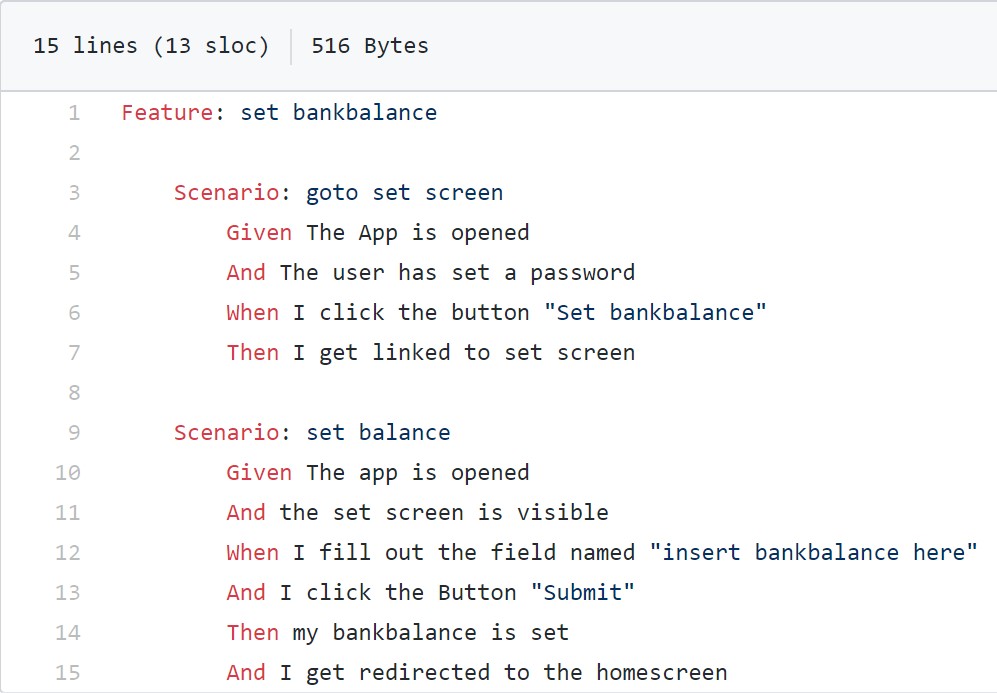 15 lines (13 sloc) 516 Bytes
1 Feature: set bankbalance
2
3 Scenario: goto set screen
4 Given The App is opened
5 And The user has set a password
6 When I click the button "Set bankbalance"
7 Then I get linked to set screen
8
9 Scenario: set balance
10 Given The app is opened
11 And the set screen is visible
12 When I fill out the field named "insert bankbalance here"
13 And I click the Button "Submit"
14 Then my bankbalance is set
15 And I get redirected to the homescreen